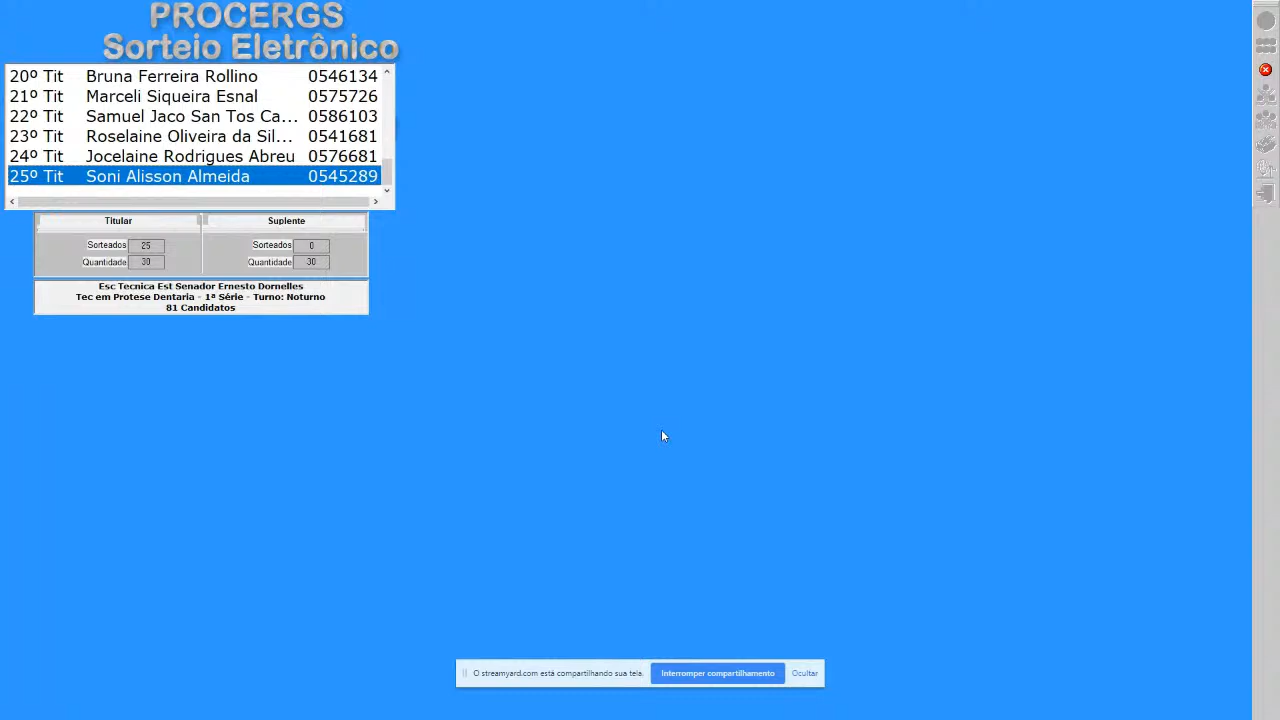 PROCERGS
Sorteio Eletrônico
20º Tit Bruna Ferreira Rollino 0546134
21º Tit Marceli Siqueira Esnal 0575726
22º Tit Samuel Jaco San Tos Ca... 0586103
23º Tit Roselaine Oliveira da Sil... 0541681
24º Tit Jocelaine Rodrigues Abreu 0576681
25º Tit Soni Alisson Almeida 0545289
Titular Suplente
Sorteados 25 Sorteados 0
Quantidade 30 Quantidade 30
Esc Tecnica Est Senador Ernesto Dornelles
Tec em Protese Dentaria - 1ª Série - Turno: Noturno
81 Candidatos
O streamyard.com está compartilhando sua tela. Interromper compartilhamento Ocultar